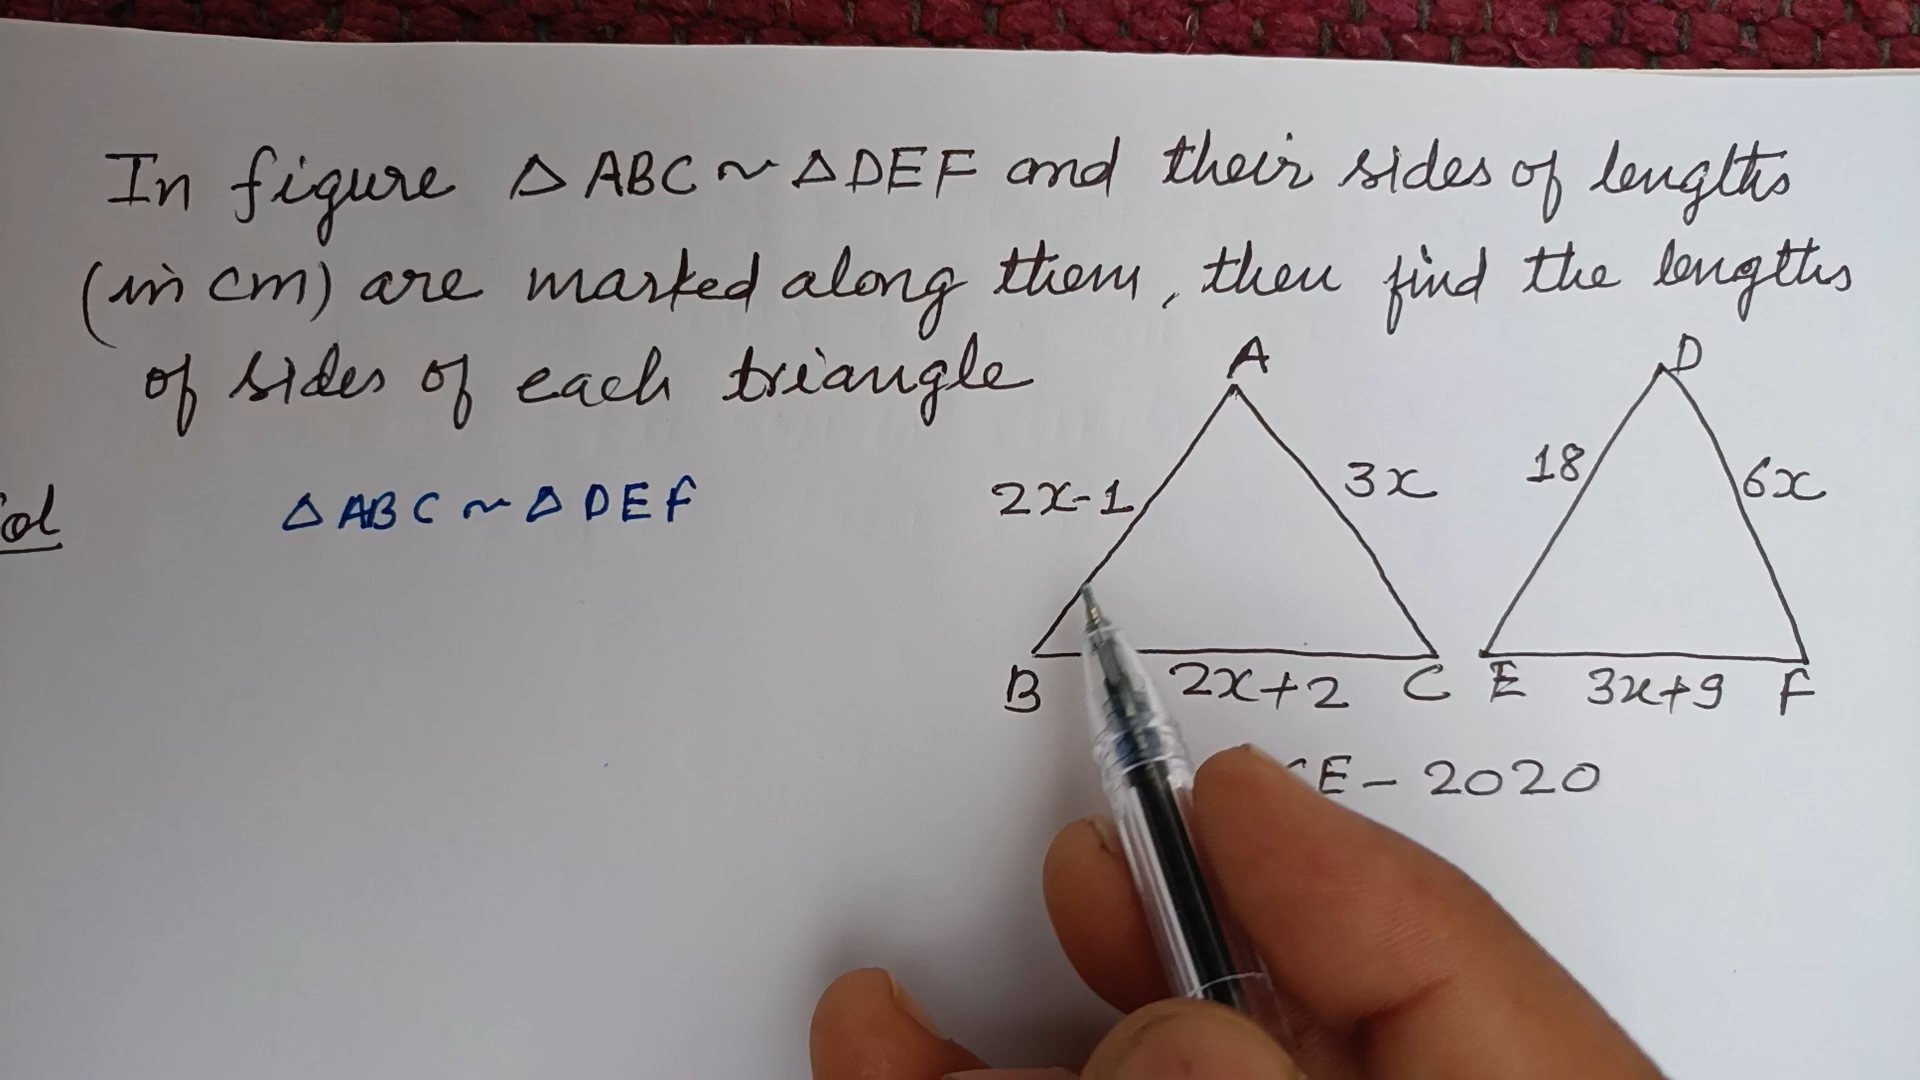 In figure △ABC ~ △DEF and their sides of lengths
(in cm) are marked along them, then find the lengths
of sides of each triangle
A
D
2x-1
3x
18
6x
△ABC ~ △DEF
B
2x+2
C
E
3x+9
F
E - 2020